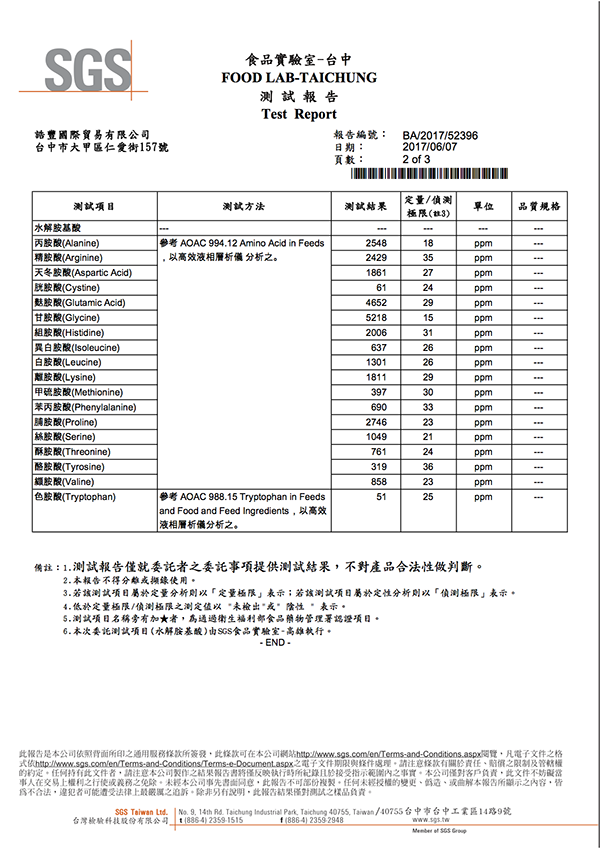 SGS
食品實驗室-台中
FOOD LAB-TAICHUNG
測 試 報 告
Test Report
誥豐國際貿易有限公司
台中市大甲區仁愛街157號
報告編號： BA/2017/52396
日期： 2017/06/07
頁數： 2 of 3
測試項目 測試方法 測試結果 定量/偵測極限(註3) 單位 品質規格
水解胺基酸 --- --- --- --- ---
丙胺酸(Alanine) 參考 AOAC 994.12 Amino Acid in Feeds 2548 18 ppm ---
精胺酸(Arginine) ，以高效液相層析儀 分析之。 2429 35 ppm ---
天冬胺酸(Aspartic Acid) 1861 27 ppm ---
胱胺酸(Cystine) 61 24 ppm ---
麩胺酸(Glutamic Acid) 4652 29 ppm ---
甘胺酸(Glycine) 5218 15 ppm ---
組胺酸(Histidine) 2006 31 ppm ---
異白胺酸(Isoleucine) 637 26 ppm ---
白胺酸(Leucine) 1301 26 ppm ---
離胺酸(Lysine) 1811 29 ppm ---
甲硫胺酸(Methionine) 397 30 ppm ---
苯丙胺酸(Phenylalanine) 690 33 ppm ---
脯胺酸(Proline) 2746 23 ppm ---
絲胺酸(Serine) 1049 21 ppm ---
酥胺酸(Threonine) 761 24 ppm ---
酪胺酸(Tyrosine) 319 36 ppm ---
纈胺酸(Valine) 858 23 ppm ---
色胺酸(Tryptophan) 參考 AOAC 988.15 Tryptophan in Feeds 51 25 ppm ---
and Food and Feed Ingredients，以高效
液相層析儀分析之。
備註：1.測試報告僅就委託者之委託事項提供測試結果，不對產品合法性做判斷。
2.本報告不得分離或擷錄使用。
3.若該測試項目屬於定量分析則以「定量極限」表示；若該測試項目屬於定性分析則以「偵測極限」表示。
4.低於定量極限/偵測極限之測定值以 "未檢出"或" 陰性 " 表示。
5.測試項目名稱旁有加★者，為通過衛生福利部食品藥物管理署認證項目。
6.本次委託測試項目(水解胺基酸)由SGS食品實驗室-高雄執行。
- END -
此報告是本公司依照背面所印之通用服務條款所簽發，此條款可在本公司網站http://www.sgs.com/en/Terms-and-Conditions.aspx閱覽，凡電子文件之格
式依http://www.sgs.com/en/Terms-and-Conditions/Terms-e-Document.aspx之電子文件期限與條件處理。請注意條款有關於責任、賠償之限制及管轄權
的約定。任何持有此文件者，請注意本公司製作之結果報告書將僅反映執行時所紀錄且於接受指示範圍內之事實。本公司僅對客戶負責，此文件不妨礙當
事人在交易上權利之行使或義務之免除。未經本公司事先書面同意，此報告不可部份複製。任何未經授權的變更、偽造、或曲解本報告所顯示之內容，皆
為不合法，違犯者可能遭受法律上最嚴厲之追訴。除非另有說明，此報告結果僅對測試之樣品負責。
SGS Taiwan Ltd. No. 9, 14th Rd. Taichung Industrial Park, Taichung 40755, Taiwan /40755台中市台中工業區14路9號
台灣檢驗科技股份有限公司 t (886-4) 2359-1515 f (886-4) 2359-2948 www.sgs.tw
Member of SGS Group